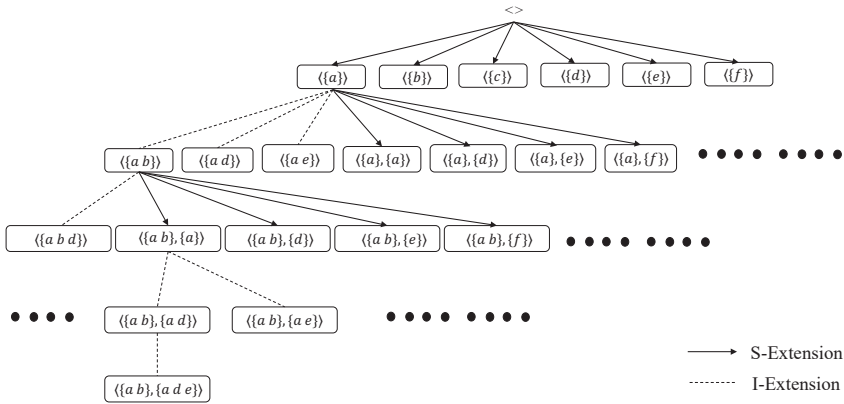 <>
⟨{a}⟩ ⟨{b}⟩ ⟨{c}⟩ ⟨{d}⟩ ⟨{e}⟩ ⟨{f}⟩
⟨{a b}⟩ ⟨{a d}⟩ ⟨{a e}⟩ ⟨{a},{a}⟩ ⟨{a},{d}⟩ ⟨{a},{e}⟩ ⟨{a},{f}⟩
⟨{a b d}⟩ ⟨{a b},{a}⟩ ⟨{a b},{d}⟩ ⟨{a b},{e}⟩ ⟨{a b},{f}⟩
⟨{a b},{a d}⟩ ⟨{a b},{a e}⟩
S-Extension
I-Extension
⟨{a b},{a d e}⟩